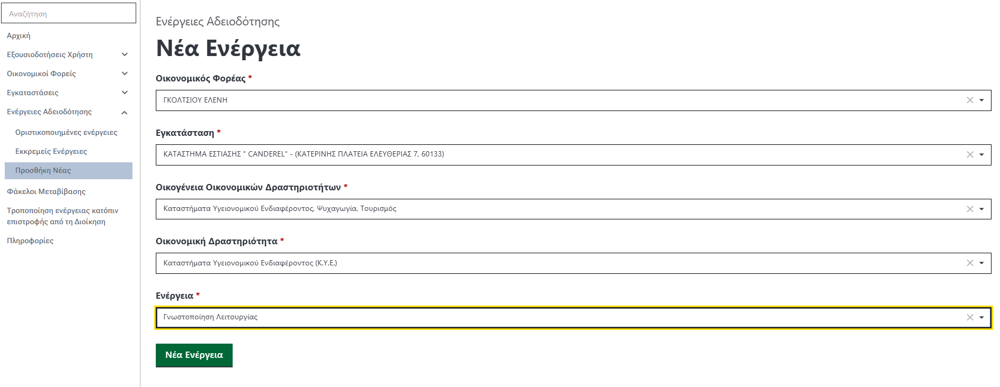 Αναζήτηση
Αρχική
Εξουσιοδοτήσεις Χρήστη
Οικονομικοί Φορείς
Εγκαταστάσεις
Ενέργειες Αδειοδότησης
Οριστικοποιημένες ενέργειες
Εκκρεμείς Ενέργειες
Προσθήκη Νέας
Φάκελοι Μεταβίβασης
Τροποποίηση ενέργειας κατόπιν
επιστροφής από τη Διοίκηση
Πληροφορίες
Ενέργειες Αδειοδότησης
Νέα Ενέργεια
Οικονομικός Φορέας *
ΓΚΟΛΤΣΙΟΥ ΕΛΕΝΗ
Εγκατάσταση *
ΚΑΤΑΣΤΗΜΑ ΕΣΤΙΑΣΗΣ " CANDEREL" - (ΚΑΤΕΡΙΝΗΣ ΠΛΑΤΕΙΑ ΕΛΕΥΘΕΡΙΑΣ 7, 60133)
Οικογένεια Οικονομικών Δραστηριοτήτων *
Καταστήματα Υγειονομικού Ενδιαφέροντος, Ψυχαγωγία, Τουρισμός
Οικονομική Δραστηριότητα *
Καταστήματα Υγειονομικού Ενδιαφέροντος (Κ.Υ.Ε.)
Ενέργεια *
Γνωστοποίηση Λειτουργίας
Νέα Ενέργεια